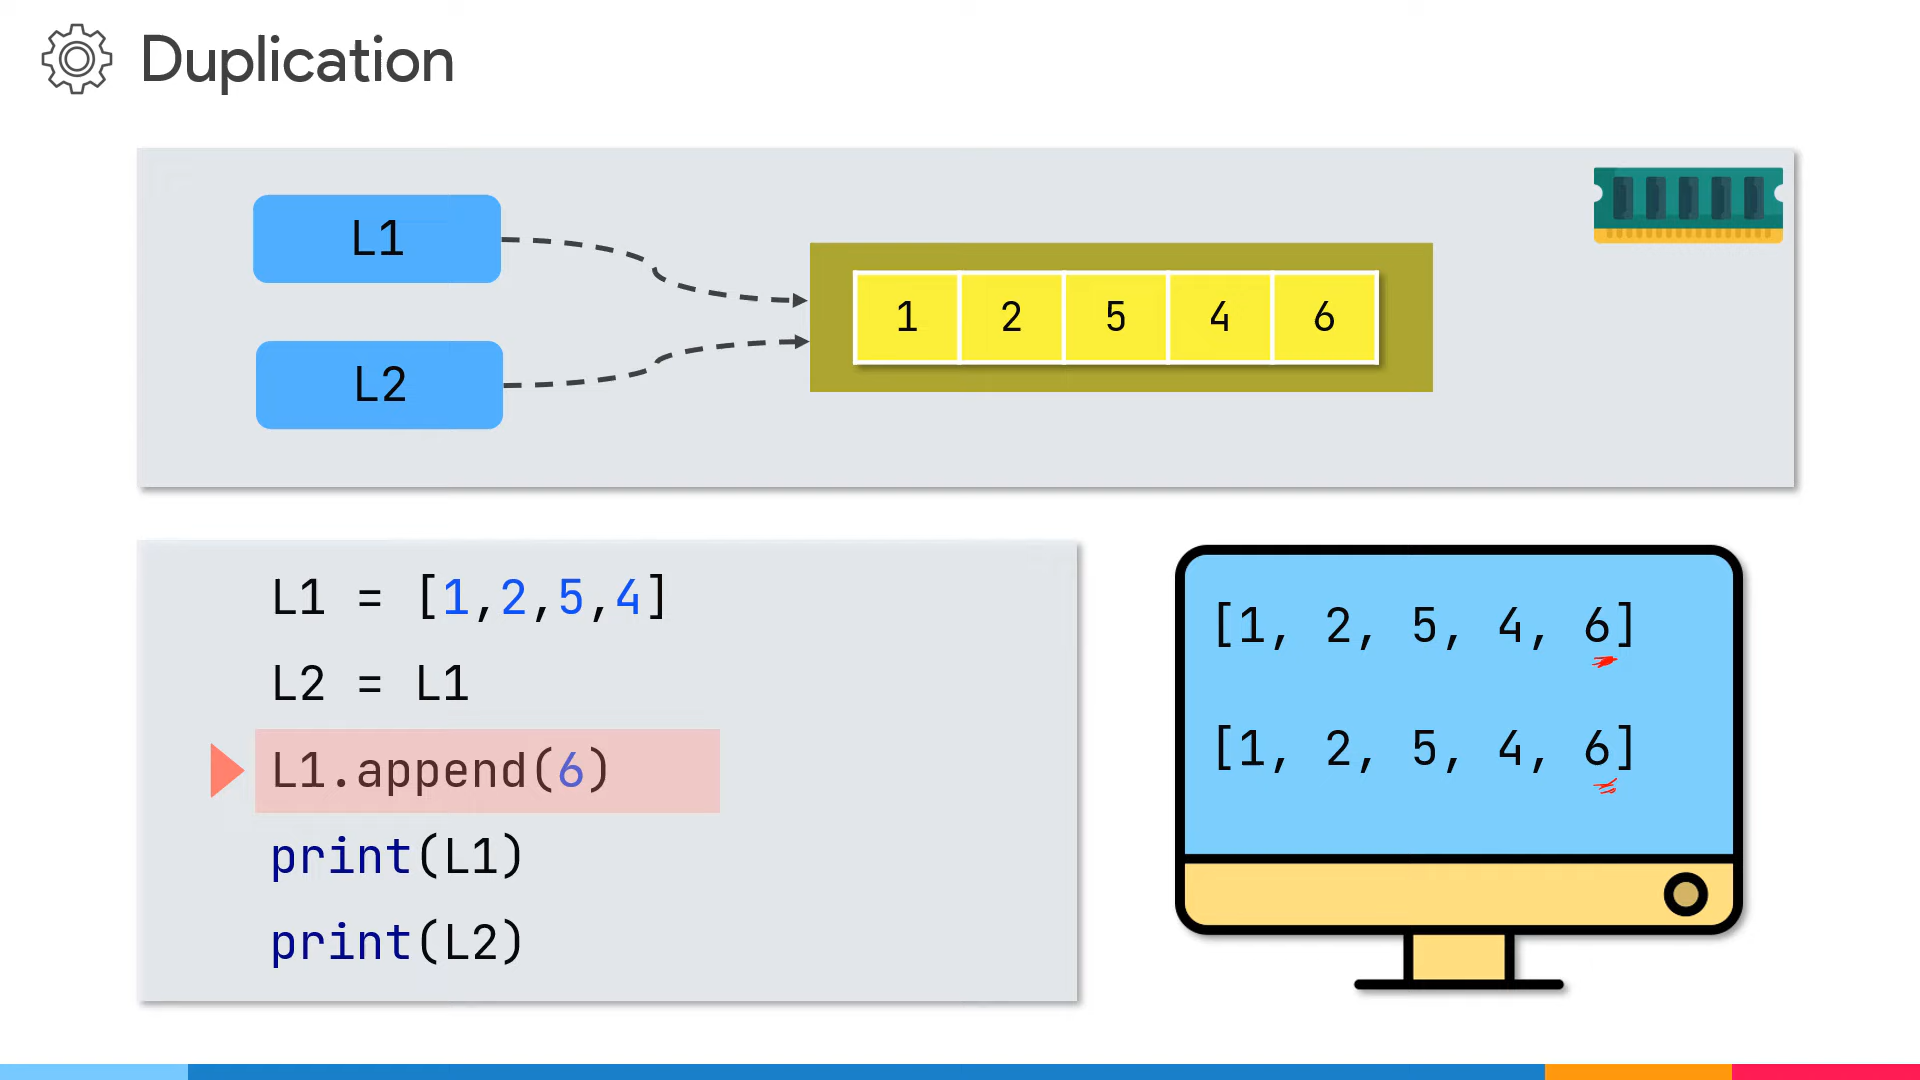 Duplication
L1
1 2 5 4 6
L2
L1 = [1,2,5,4]
L2 = L1
L1.append(6)
print(L1)
print(L2)
[1, 2, 5, 4, 6]
[1, 2, 5, 4, 6]